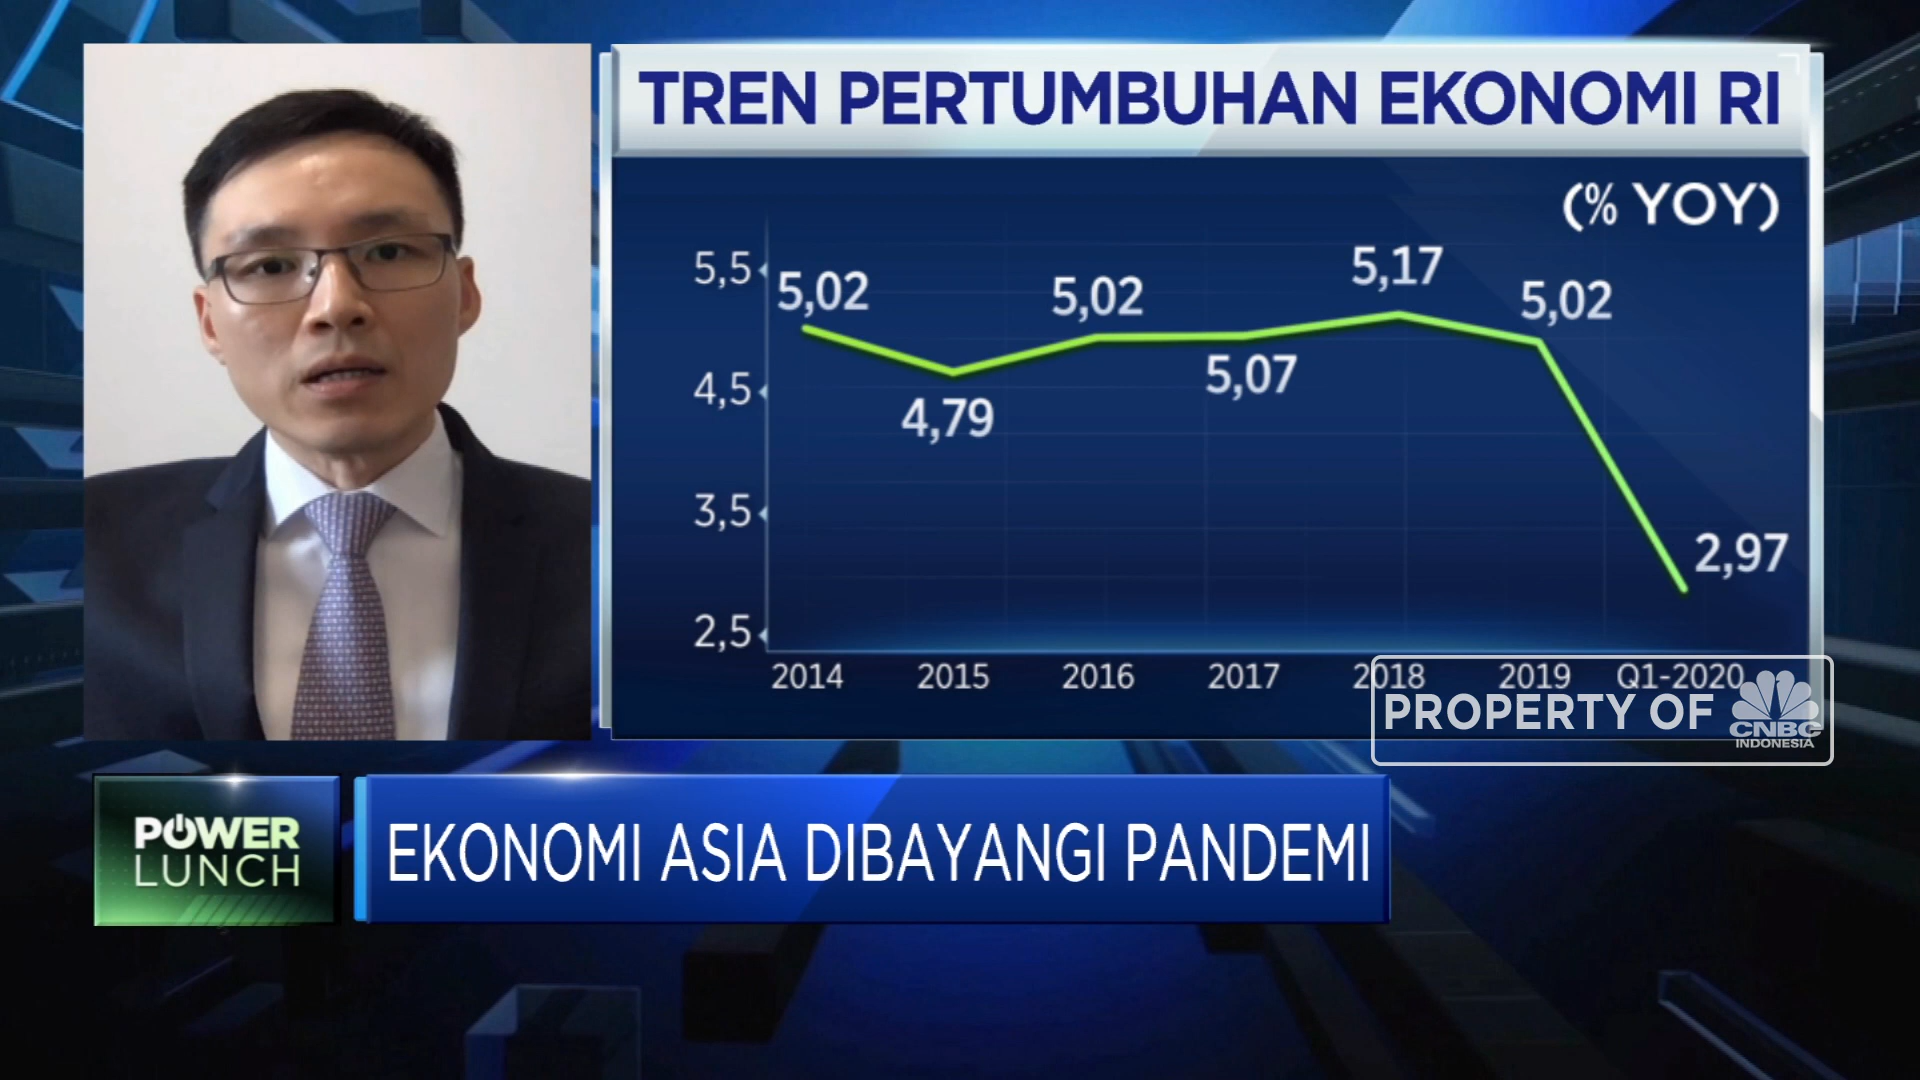 TREN PERTUMBUHAN EKONOMI RI
(% YOY)
5,5
4,5
3,5
2,5
5,02
4,79
5,02
5,07
5,17
5,02
2,97
2014 2015 2016 2017 2018 2019 Q1-2020
PROPERTY OF CNBC INDONESIA
POWER
LUNCH
EKONOMI ASIA DIBAYANGI PANDEMI